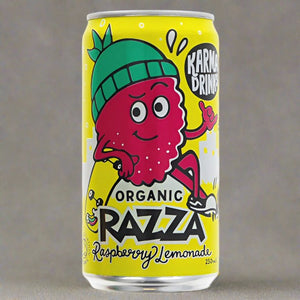 KARMA
DRINKS
ORGANIC
RAZZA
Raspberry Lemonade